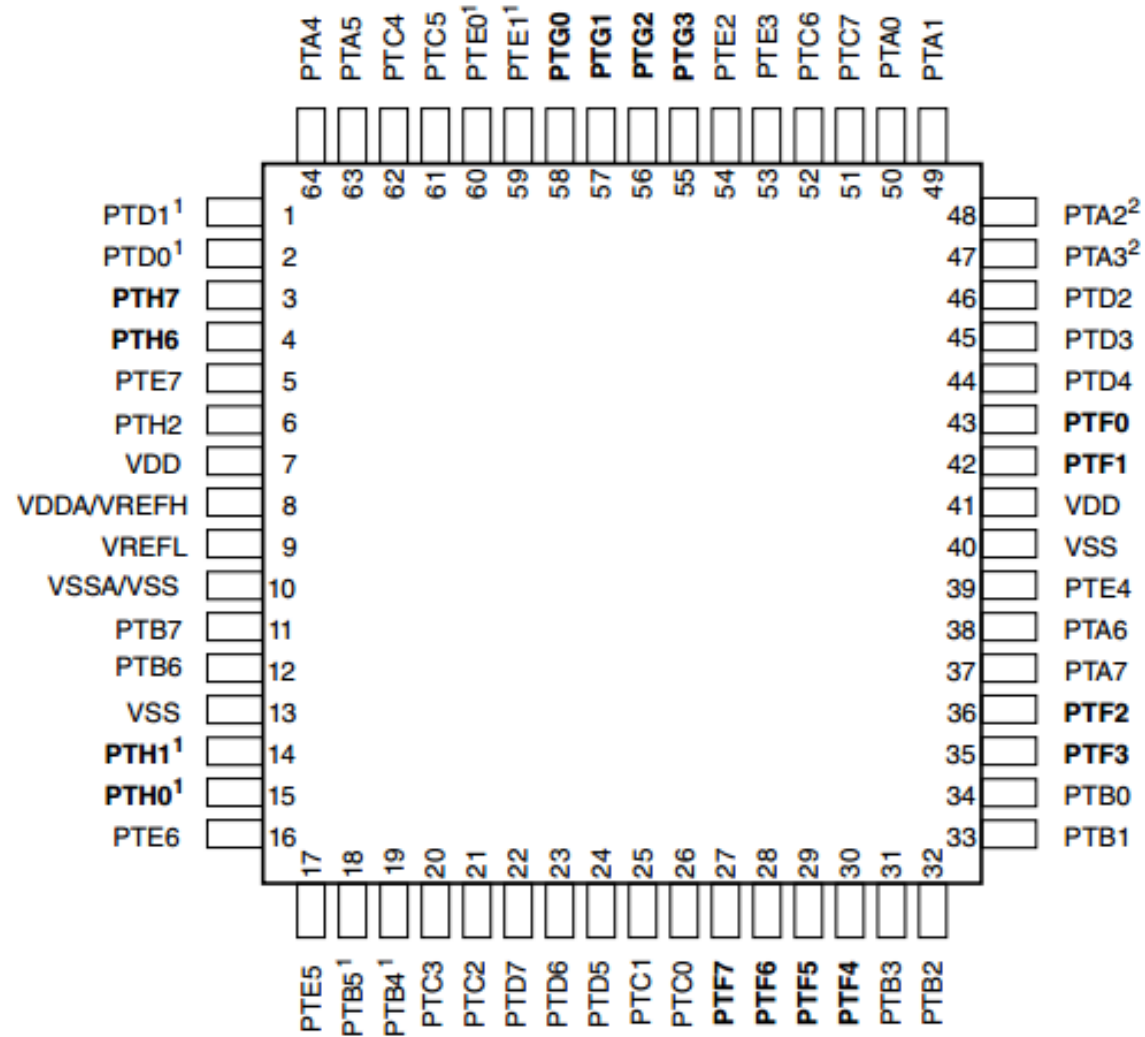 PTA4 PTA5 PTC4 PTC5 PTE0¹ PTE1¹ PTG0 PTG1 PTG2 PTG3 PTE2 PTE3 PTC6 PTC7 PTA0 PTA1
64 63 62 61 60 59 58 57 56 55 54 53 52 51 50 49
PTD1¹ 1 48 PTA2²
PTD0¹ 2 47 PTA3²
PTH7 3 46 PTD2
PTH6 4 45 PTD3
PTE7 5 44 PTD4
PTH2 6 43 PTF0
VDD 7 42 PTF1
VDDA/VREFH 8 41 VDD
VREFL 9 40 VSS
VSSA/VSS 10 39 PTE4
PTB7 11 38 PTA6
PTB6 12 37 PTA7
VSS 13 36 PTF2
PTH1¹ 14 35 PTF3
PTH0¹ 15 34 PTB0
PTE6 16 33 PTB1
17 18 19 20 21 22 23 24 25 26 27 28 29 30 31 32
PTE5 PTB5¹ PTB4¹ PTC3 PTC2 PTD7 PTD6 PTD5 PTC1 PTC0 PTF7 PTF6 PTF5 PTF4 PTB3 PTB2